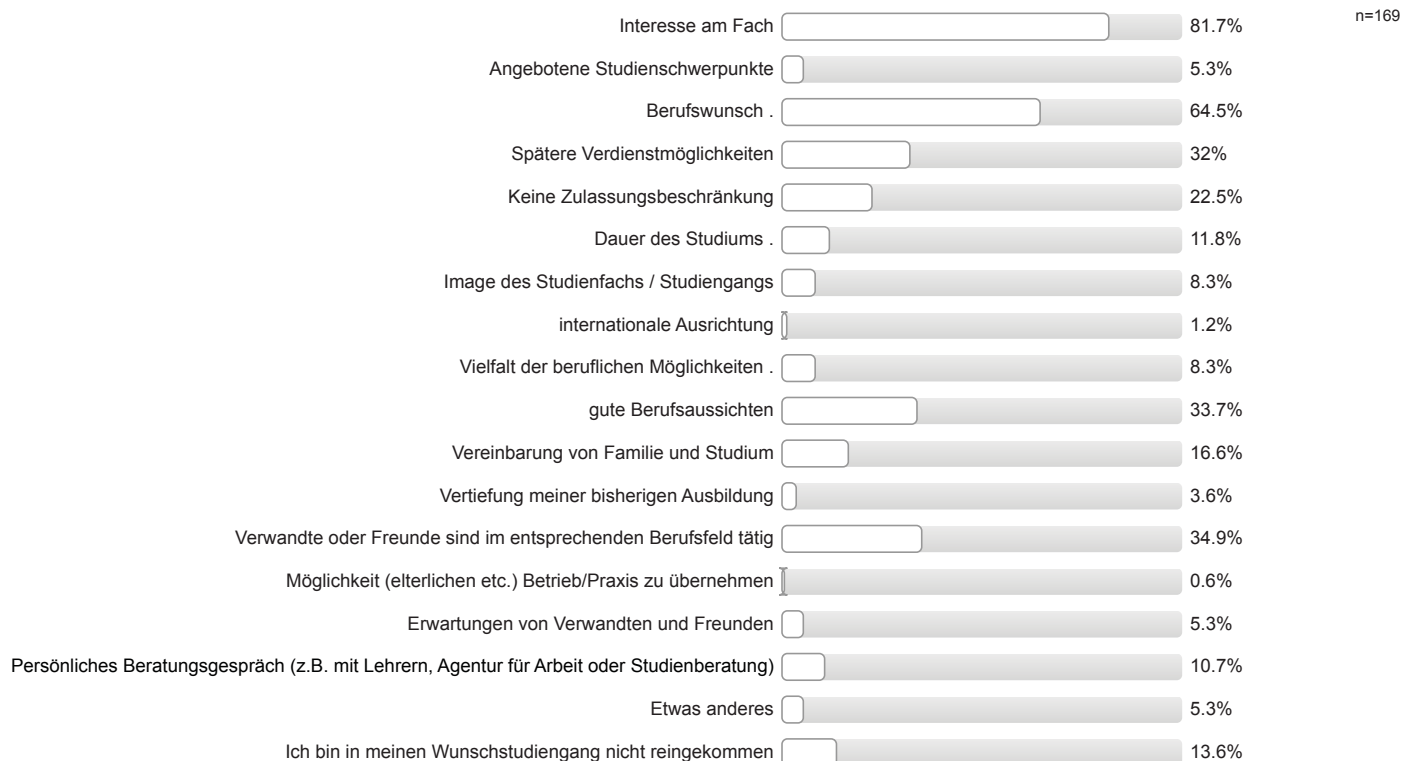 n=169
Interesse am Fach 81.7%
Angebotene Studienschwerpunkte 5.3%
Berufswunsch . 64.5%
Spätere Verdienstmöglichkeiten 32%
Keine Zulassungsbeschränkung 22.5%
Dauer des Studiums . 11.8%
Image des Studienfachs / Studiengangs 8.3%
internationale Ausrichtung 1.2%
Vielfalt der beruflichen Möglichkeiten . 8.3%
gute Berufsaussichten 33.7%
Vereinbarung von Familie und Studium 16.6%
Vertiefung meiner bisherigen Ausbildung 3.6%
Verwandte oder Freunde sind im entsprechenden Berufsfeld tätig 34.9%
Möglichkeit (elterlichen etc.) Betrieb/Praxis zu übernehmen 0.6%
Erwartungen von Verwandten und Freunden 5.3%
Persönliches Beratungsgespräch (z.B. mit Lehrern, Agentur für Arbeit oder Studienberatung) 10.7%
Etwas anderes 5.3%
Ich bin in meinen Wunschstudiengang nicht reingekommen 13.6%